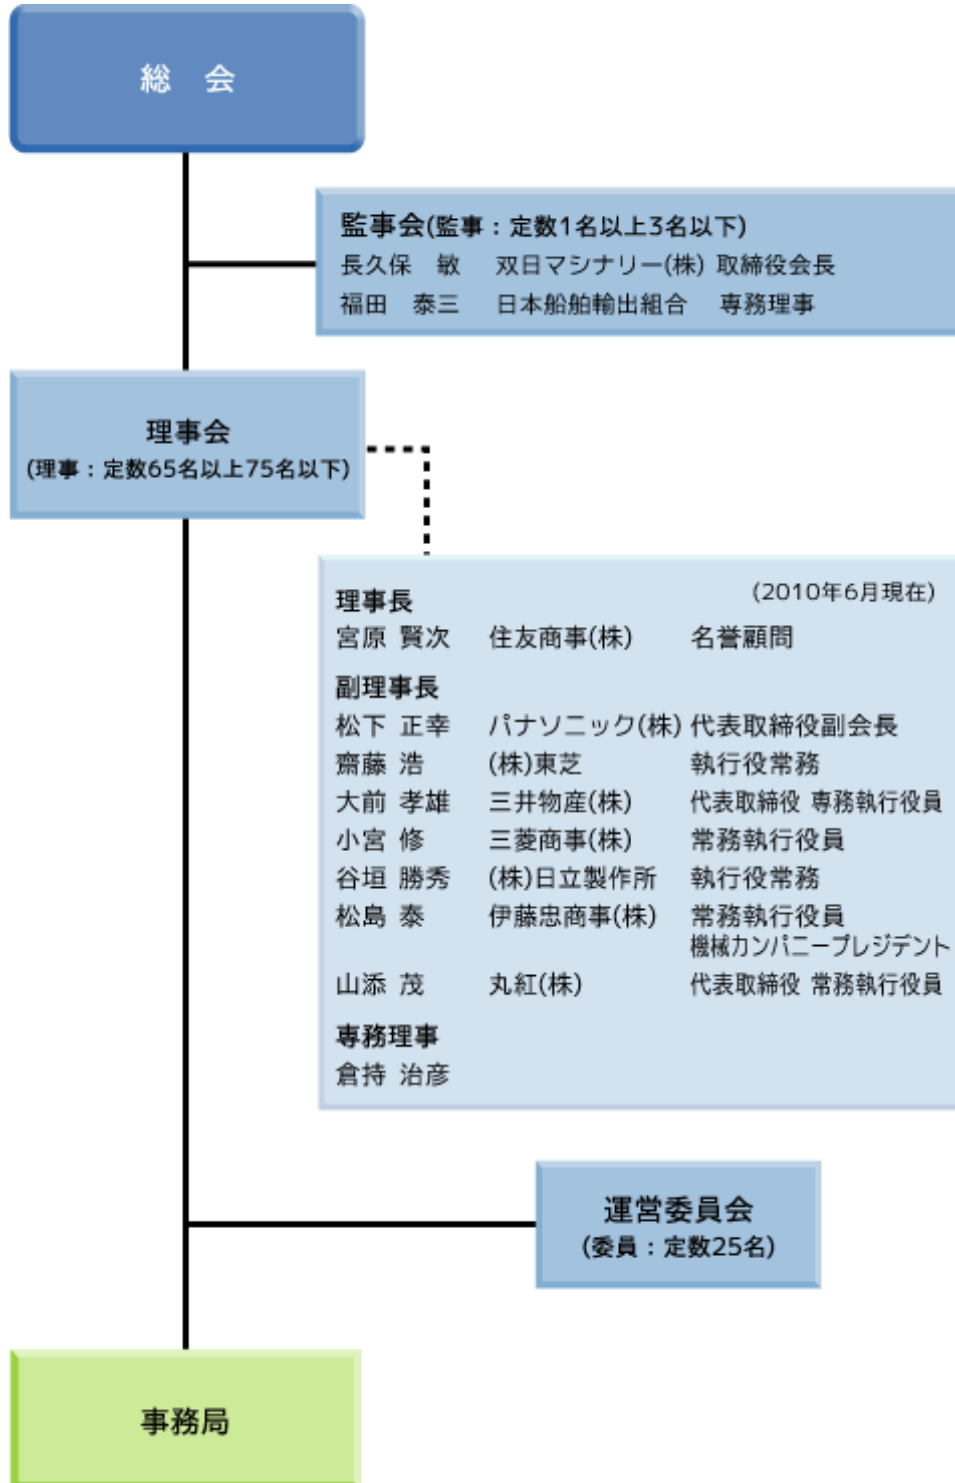 総　会
監事会(監事：定数1名以上3名以下)
長久保　敏　双日マシナリー(株) 取締役会長
福田　泰三　日本船舶輸出組合　専務理事
理事会
(理事：定数65名以上75名以下)
(2010年6月現在)
理事長
宮原 賢次　住友商事(株)　名誉顧問
副理事長
松下 正幸　パナソニック(株) 代表取締役副会長
齋藤 浩　(株)東芝　執行役常務
大前 孝雄　三井物産(株)　代表取締役 専務執行役員
小宮 修　三菱商事(株)　常務執行役員
谷垣 勝秀　(株)日立製作所　執行役常務
松島 泰　伊藤忠商事(株)　常務執行役員
機械カンパニープレジデント
山添 茂　丸紅(株)　代表取締役 常務執行役員
専務理事
倉持 治彦
運営委員会
(委員：定数25名)
事務局